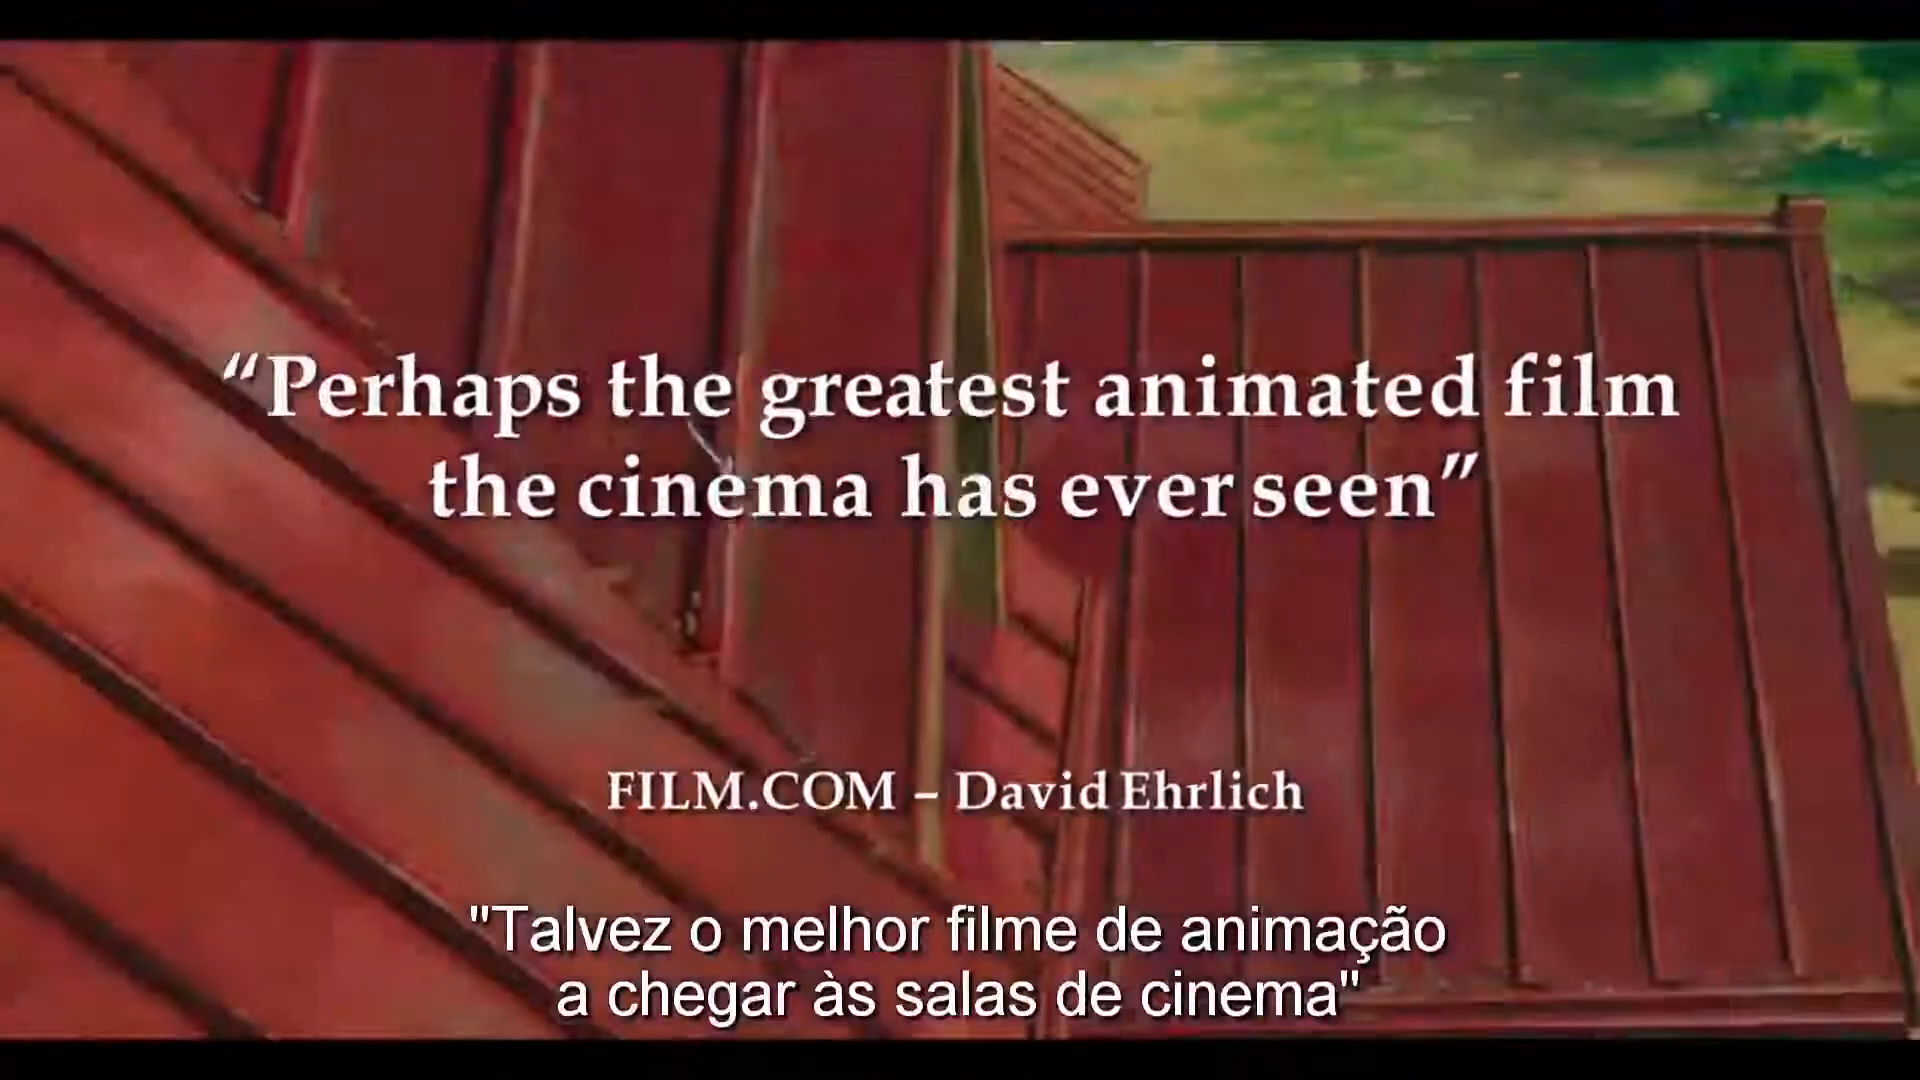 “Perhaps the greatest animated film
the cinema has ever seen”
FILM.COM – David Ehrlich
"Talvez o melhor filme de animação
a chegar às salas de cinema"